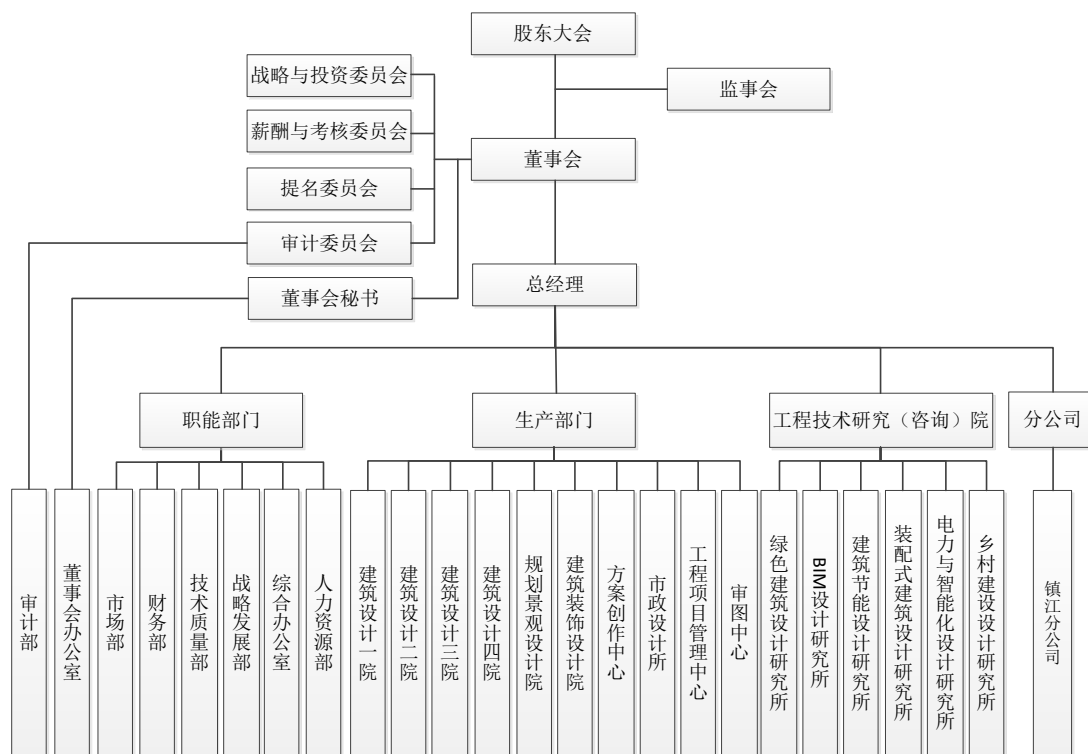 股东大会
战略与投资委员会
监事会
薪酬与考核委员会
董事会
提名委员会
审计委员会
总经理
董事会秘书
职能部门
生产部门
工程技术研究（咨询）院
分公司
审计部
董事会办公室
市场部
财务部
技术质量部
战略发展部
综合办公室
人力资源部
建筑设计一院
建筑设计二院
建筑设计三院
建筑设计四院
规划景观设计院
建筑装饰设计院
方案创作中心
市政设计所
工程项目管理中心
审图中心
绿色建筑设计研究所
BIM设计研究所
建筑节能设计研究所
装配式建筑设计研究所
电力与智能化设计研究所
乡村建设设计研究所
镇江分公司